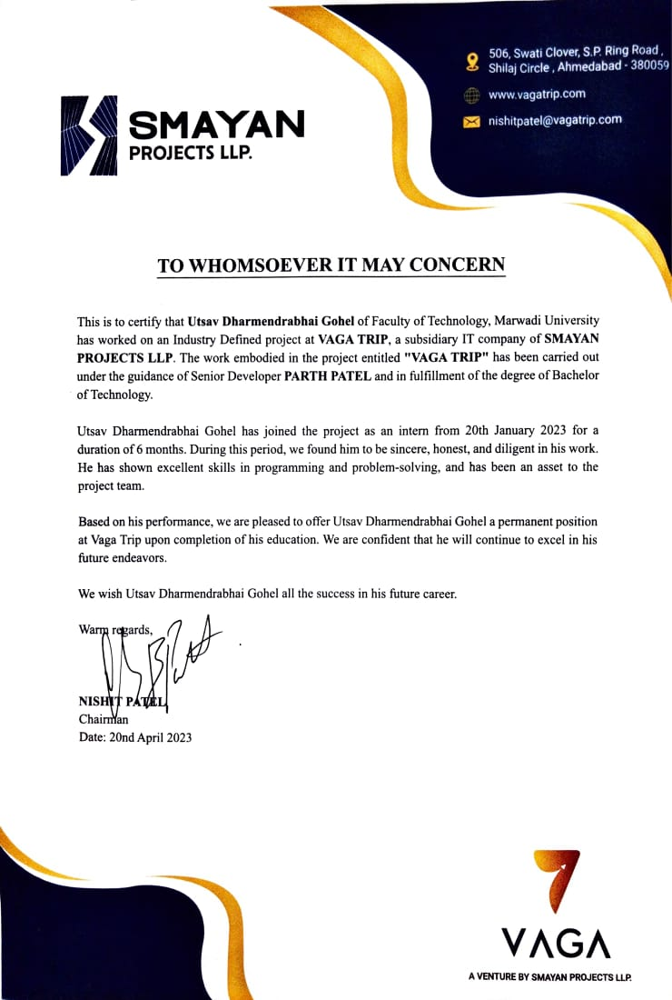 506, Swati Clover, S.P. Ring Road ,
Shilaj Circle , Ahmedabad - 380059
www.vagatrip.com
nishitpatel@vagatrip.com
SMAYAN
PROJECTS LLP.
TO WHOMSOEVER IT MAY CONCERN
This is to certify that Utsav Dharmendrabhai Gohel of Faculty of Technology, Marwadi University
has worked on an Industry Defined project at VAGA TRIP, a subsidiary IT company of SMAYAN
PROJECTS LLP. The work embodied in the project entitled "VAGA TRIP" has been carried out
under the guidance of Senior Developer PARTH PATEL and in fulfillment of the degree of Bachelor
of Technology.
Utsav Dharmendrabhai Gohel has joined the project as an intern from 20th January 2023 for a
duration of 6 months. During this period, we found him to be sincere, honest, and diligent in his work.
He has shown excellent skills in programming and problem-solving, and has been an asset to the
project team.
Based on his performance, we are pleased to offer Utsav Dharmendrabhai Gohel a permanent position
at Vaga Trip upon completion of his education. We are confident that he will continue to excel in his
future endeavors.
We wish Utsav Dharmendrabhai Gohel all the success in his future career.
Warm regards,
NISHIT PATEL
Chairman
Date: 20nd April 2023
VAGA
A VENTURE BY SMAYAN PROJECTS LLP.